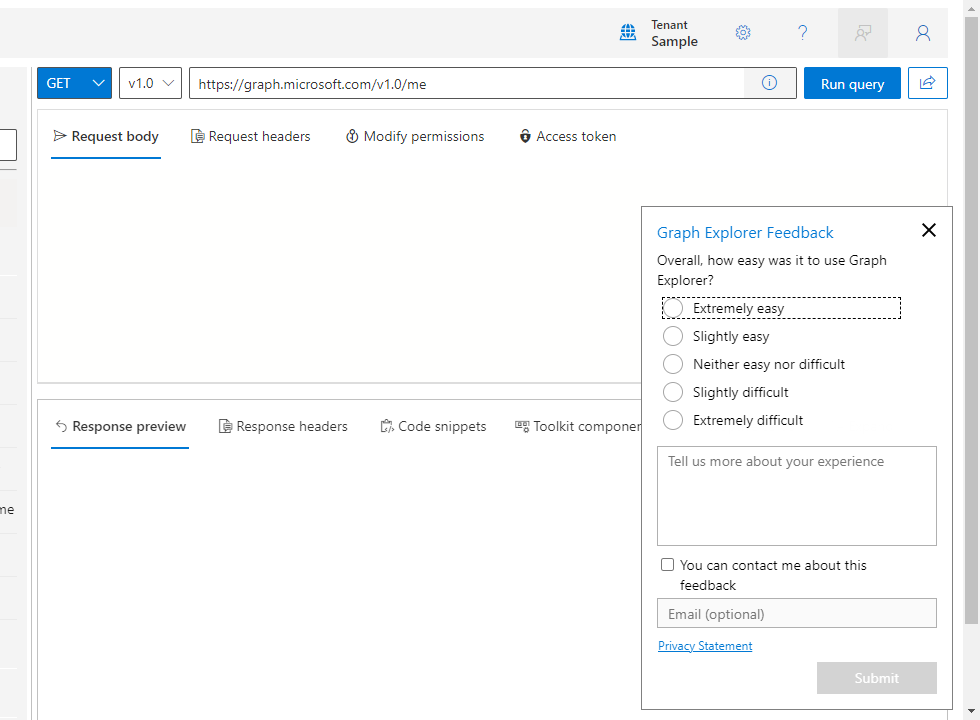 Tenant
Sample
GET
v1.0
https://graph.microsoft.com/v1.0/me
Run query
Request body
Request headers
Modify permissions
Access token
Graph Explorer Feedback
Overall, how easy was it to use Graph
Explorer?
Extremely easy
Slightly easy
Neither easy nor difficult
Slightly difficult
Extremely difficult
Response preview
Response headers
Code snippets
Toolkit componen
Tell us more about your experience
me
You can contact me about this
feedback
Email (optional)
Privacy Statement
Submit